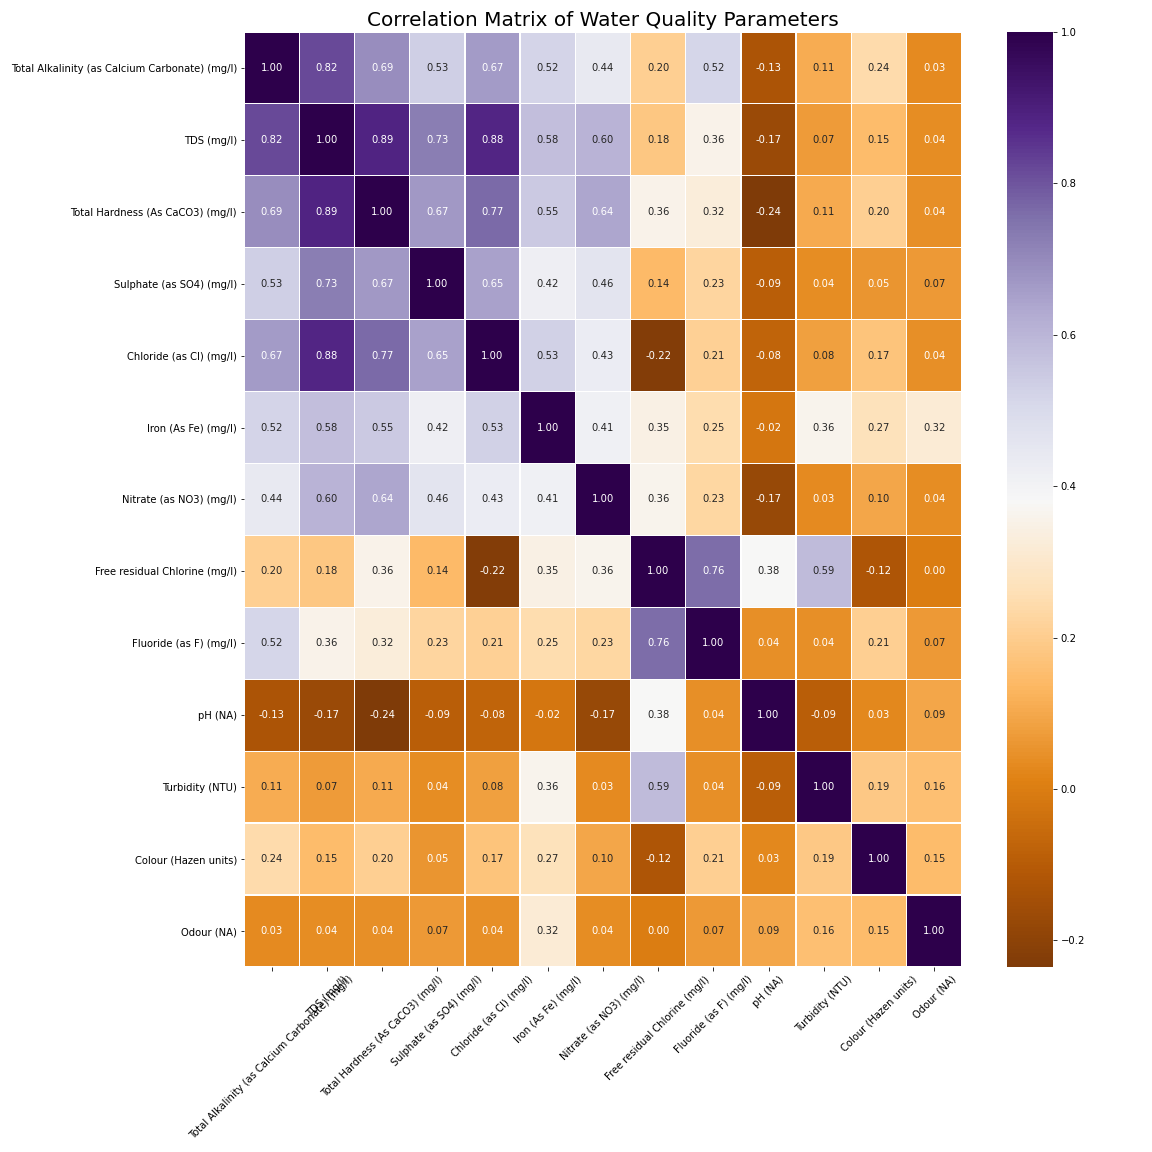 Correlation Matrix of Water Quality Parameters
Total Alkalinity (as Calcium Carbonate) (mg/l) 1.00 0.82 0.69 0.53 0.67 0.52 0.44 0.20 0.52 -0.13 0.11 0.24 0.03
TDS (mg/l) 0.82 1.00 0.89 0.73 0.88 0.58 0.60 0.18 0.36 -0.17 0.07 0.15 0.04
Total Hardness (As CaCO3) (mg/l) 0.69 0.89 1.00 0.67 0.77 0.55 0.64 0.36 0.32 -0.24 0.11 0.20 0.04
Sulphate (as SO4) (mg/l) 0.53 0.73 0.67 1.00 0.65 0.42 0.46 0.14 0.23 -0.09 0.04 0.05 0.07
Chloride (as Cl) (mg/l) 0.67 0.88 0.77 0.65 1.00 0.53 0.43 -0.22 0.21 -0.08 0.08 0.17 0.04
Iron (As Fe) (mg/l) 0.52 0.58 0.55 0.42 0.53 1.00 0.41 0.35 0.25 -0.02 0.36 0.27 0.32
Nitrate (as NO3) (mg/l) 0.44 0.60 0.64 0.46 0.43 0.41 1.00 0.36 0.23 -0.17 0.03 0.10 0.04
Free residual Chlorine (mg/l) 0.20 0.18 0.36 0.14 -0.22 0.35 0.36 1.00 0.76 0.38 0.59 -0.12 0.00
Fluoride (as F) (mg/l) 0.52 0.36 0.32 0.23 0.21 0.25 0.23 0.76 1.00 0.04 0.04 0.21 0.07
pH (NA) -0.13 -0.17 -0.24 -0.09 -0.08 -0.02 -0.17 0.38 0.04 1.00 -0.09 0.03 0.09
Turbidity (NTU) 0.11 0.07 0.11 0.04 0.08 0.36 0.03 0.59 0.04 -0.09 1.00 0.19 0.16
Colour (Hazen units) 0.24 0.15 0.20 0.05 0.17 0.27 0.10 -0.12 0.21 0.03 0.19 1.00 0.15
Odour (NA) 0.03 0.04 0.04 0.07 0.04 0.32 0.04 0.00 0.07 0.09 0.16 0.15 1.00
Total Alkalinity (as Calcium Carbonate) (mg/l)
TDS (mg/l)
Total Hardness (As CaCO3) (mg/l)
Sulphate (as SO4) (mg/l)
Chloride (as Cl) (mg/l)
Iron (As Fe) (mg/l)
Nitrate (as NO3) (mg/l)
Free residual Chlorine (mg/l)
Fluoride (as F) (mg/l)
pH (NA)
Turbidity (NTU)
Colour (Hazen units)
Odour (NA)
1.0
0.8
0.6
0.4
0.2
0.0
−0.2